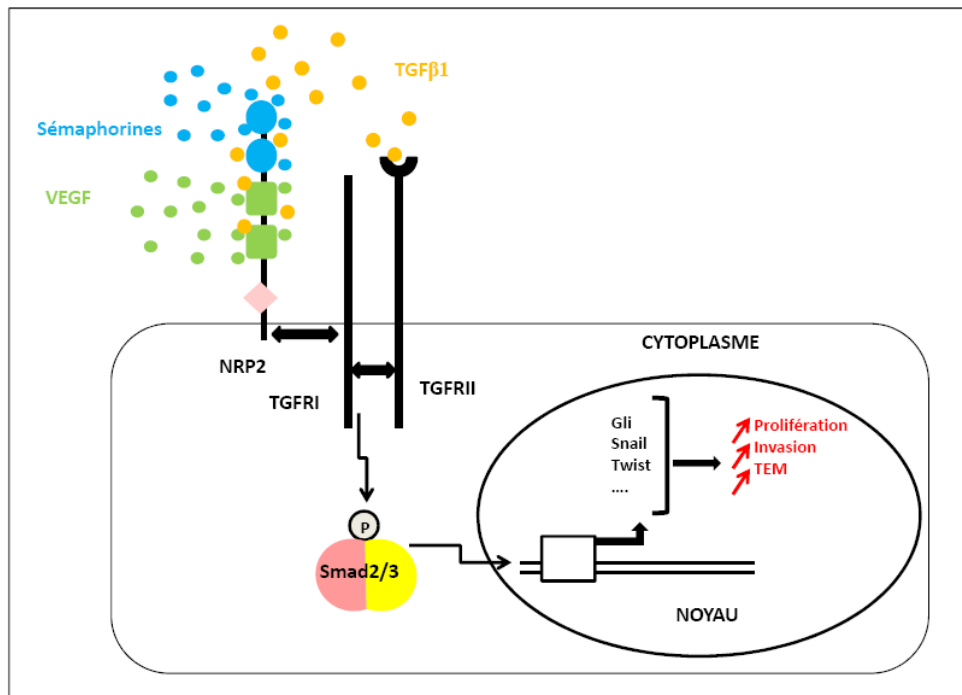 TGFβ1
Sémaphorines
VEGF
CYTOPLASME
NRP2
TGFRI
TGFRII
Gli
Snail
Twist
....
Prolifération
Invasion
TEM
P
Smad2/3
NOYAU